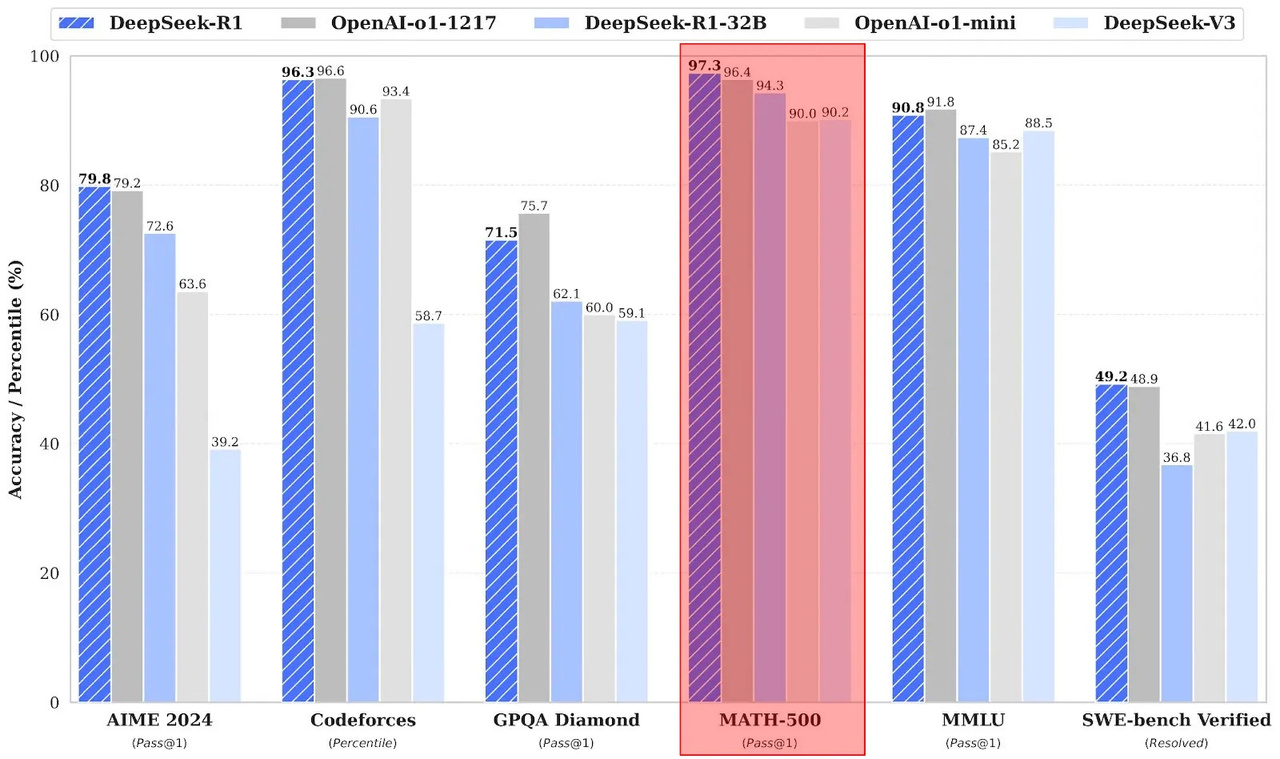 DeepSeek-R1 OpenAI-o1-1217 DeepSeek-R1-32B OpenAI-o1-mini DeepSeek-V3
Accuracy / Percentile (%)
100
80
60
40
20
0
79.8 79.2 72.6 63.6 39.2
96.3 96.6 90.6 93.4 58.7
71.5 75.7 62.1 60.0 59.1
97.3 96.4 94.3 90.0 90.2
90.8 91.8 87.4 85.2 88.5
49.2 48.9 36.8 41.6 42.0
AIME 2024 Codeforces GPQA Diamond MATH-500 MMLU SWE-bench Verified
(Pass@1) (Percentile) (Pass@1) (Pass@1) (Pass@1) (Resolved)